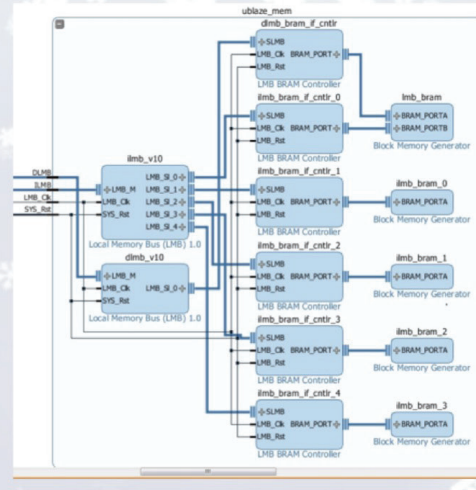 ublaze_mem
dlmb_bram_if_cntlr
SLMB
LMB_Clk BRAM_PORT
LMB_Rst
LMB BRAM Controller
ilmb_bram_if_cntlr_0
SLMB
LMB_Clk BRAM_PORT
LMB_Rst
LMB BRAM Controller
lmb_bram
BRAM_PORTA
BRAM_PORTB
Block Memory Generator
DLMB
ILMB
LMB_Clk
SYS_Rst
ilmb_v10
LMB_M
LMB_Clk
SYS_Rst
LMB_Sl_0
LMB_Sl_1
LMB_Sl_2
LMB_Sl_3
LMB_Sl_4
Local Memory Bus (LMB) 1.0
dlmb_v10
LMB_M
LMB_Clk LMB_Sl_0
SYS_Rst
Local Memory Bus (LMB) 1.0
ilmb_bram_if_cntlr_1
SLMB
LMB_Clk BRAM_PORT
LMB_Rst
LMB BRAM Controller
ilmb_bram_0
BRAM_PORTA
Block Memory Generator
ilmb_bram_if_cntlr_2
SLMB
LMB_Clk BRAM_PORT
LMB_Rst
LMB BRAM Controller
ilmb_bram_1
BRAM_PORTA
Block Memory Generator
ilmb_bram_if_cntlr_3
SLMB
LMB_Clk BRAM_PORT
LMB_Rst
LMB BRAM Controller
ilmb_bram_2
BRAM_PORTA
Block Memory Generator
ilmb_bram_if_cntlr_4
SLMB
LMB_Clk BRAM_PORT
LMB_Rst
LMB BRAM Controller
ilmb_bram_3
BRAM_PORTA
Block Memory Generator